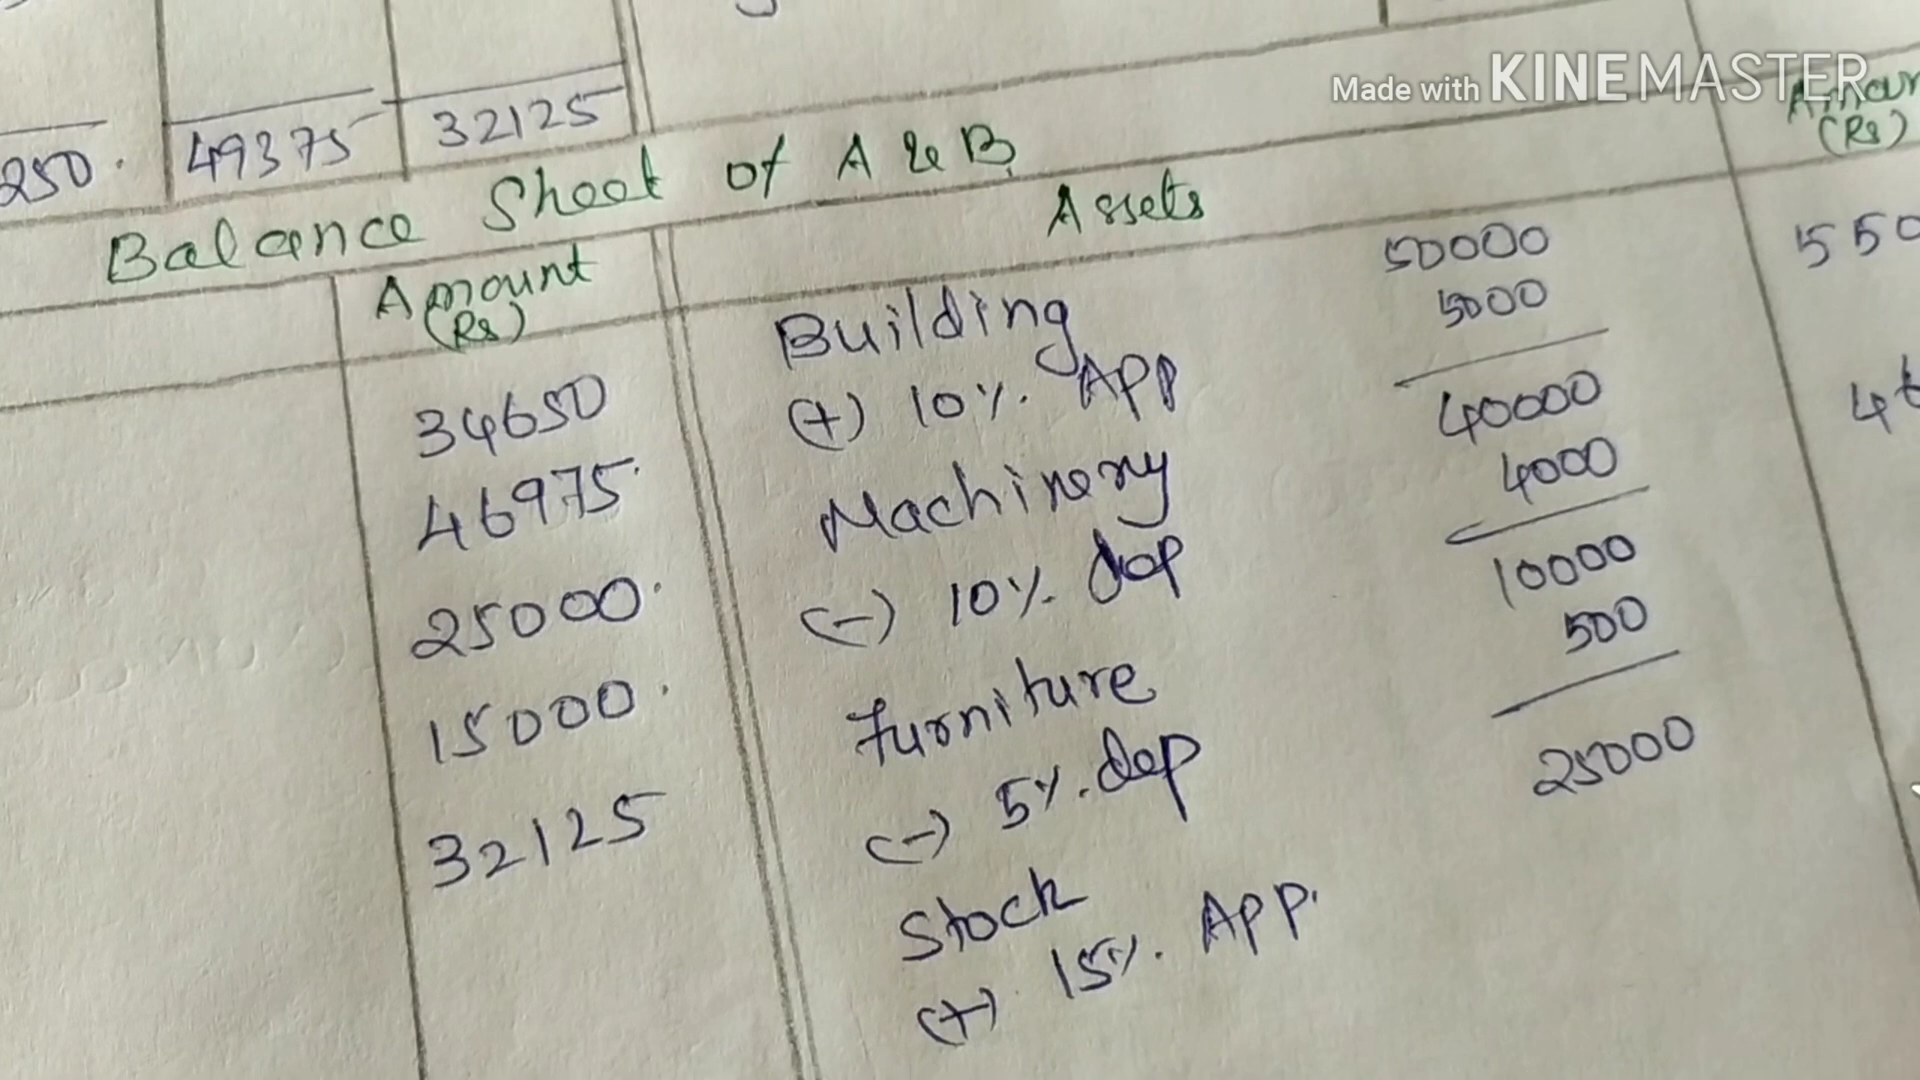 Made with KINEMASTER
250. 49375 32125
Balance Sheet of A & B
Amount
(Rs)
Assets
(Rs)
34650
46975
25000
15000
32125
Building 50000
(+) 10% App 5000
Machinery 40000
(-) 10% dep 4000
Furniture 10000
(-) 5% dep 500
Stock 25000
(+) 15% App.